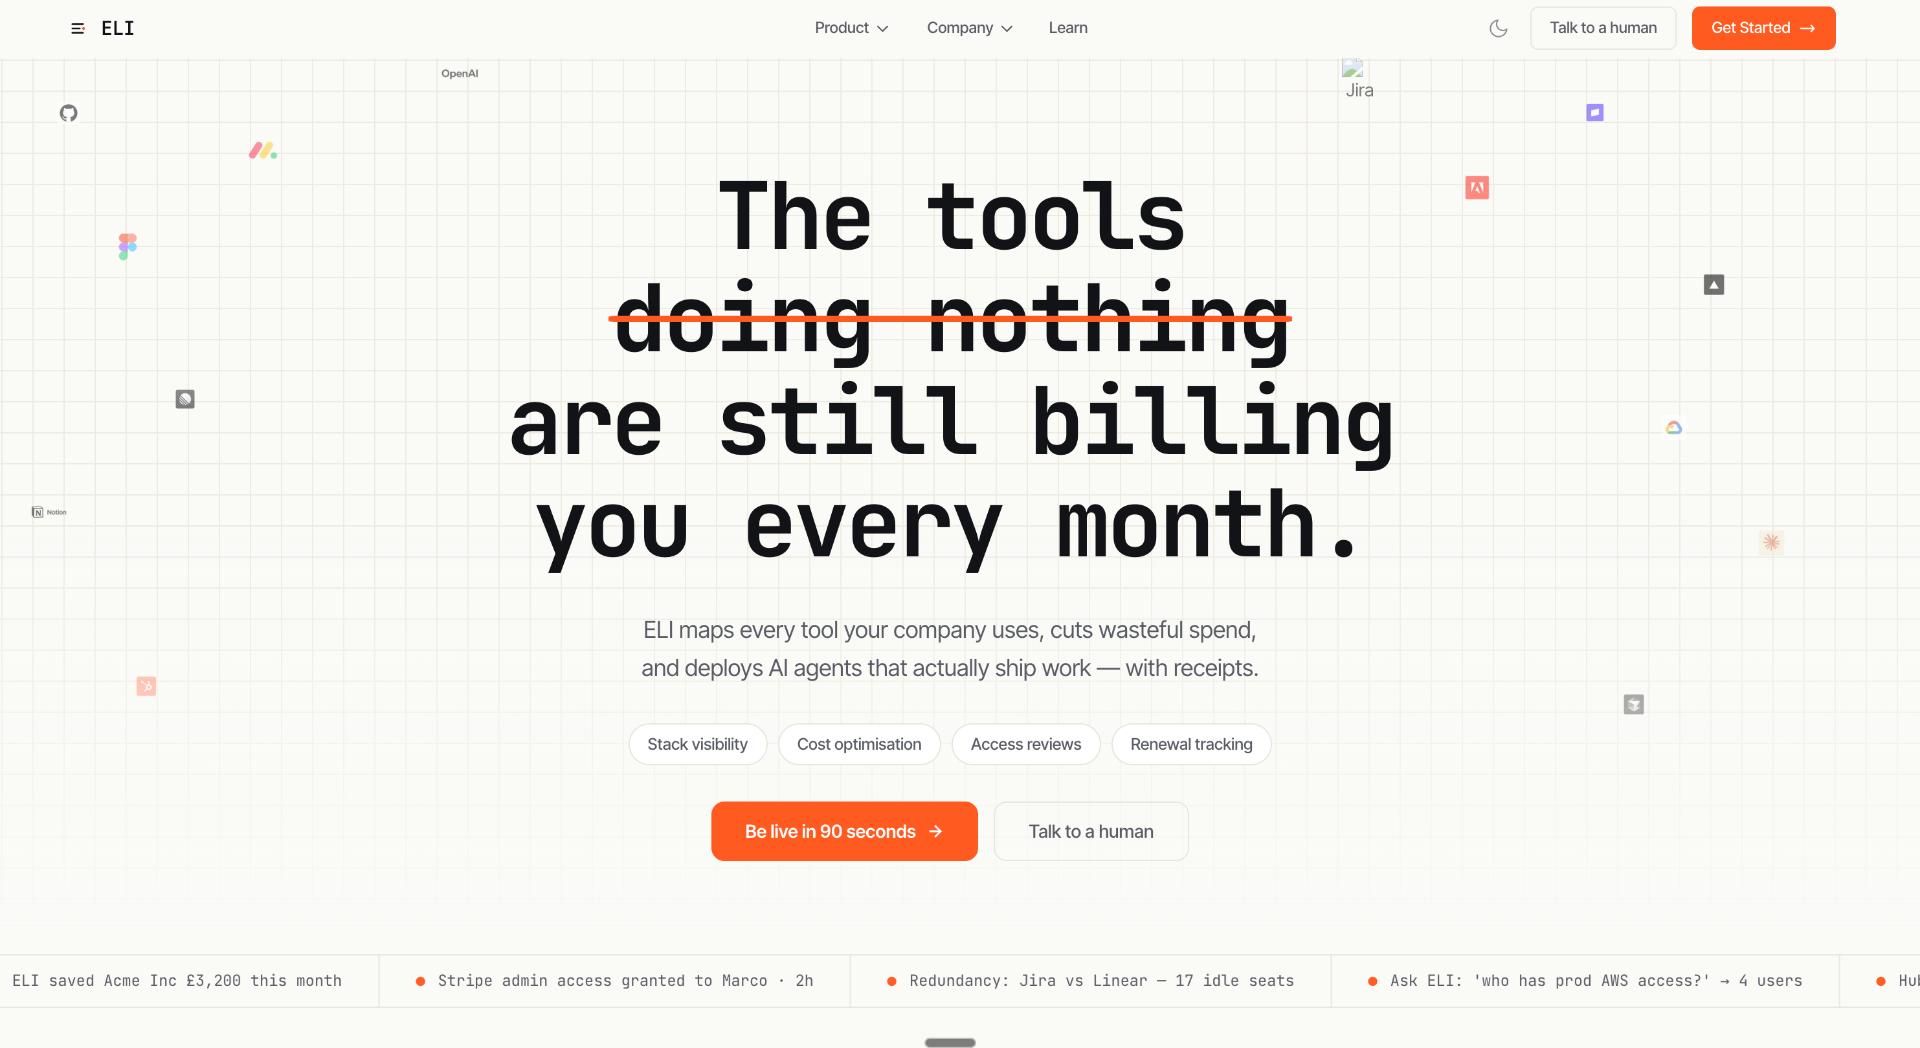 ELI
Product
Company
Learn
Talk to a human
Get Started →
OpenAI
Jira
The tools
doing nothing
are still billing
you every month.
Notion
ELI maps every tool your company uses, cuts wasteful spend,
and deploys AI agents that actually ship work — with receipts.
Stack visibility
Cost optimisation
Access reviews
Renewal tracking
Be live in 90 seconds →
Talk to a human
ELI saved Acme Inc £3,200 this month
Stripe admin access granted to Marco · 2h
Redundancy: Jira vs Linear — 17 idle seats
Ask ELI: 'who has prod AWS access?' → 4 users